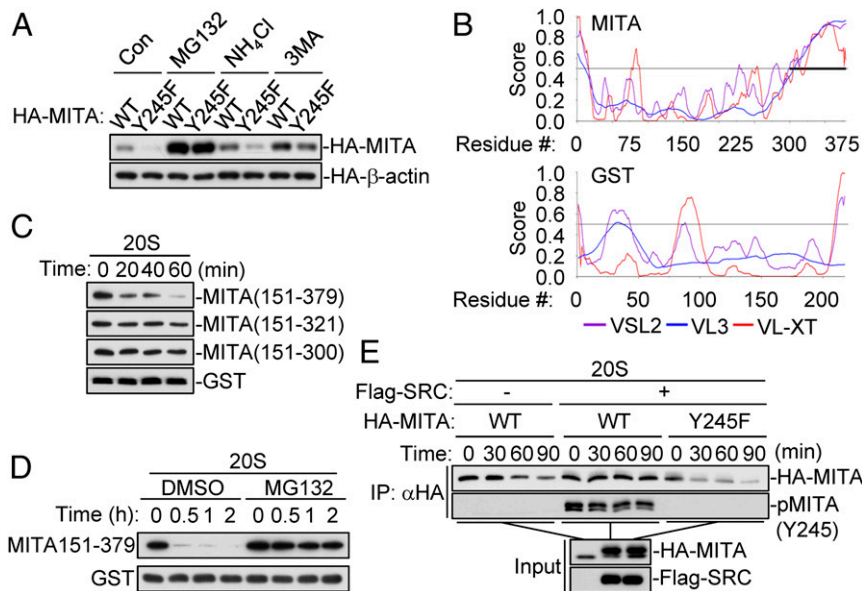 A
Con
MG132
NH₄Cl
3MA
HA-MITA: WT Y245F WT Y245F WT Y245F WT Y245F
-HA-MITA
-HA-β-actin
B
MITA
Score
1.0
0.8
0.6
0.4
0.2
0.0
Residue #: 0 75 150 225 300 375
GST
Score
1.0
0.8
0.6
0.4
0.2
0.0
Residue #: 0 50 100 150 200
VSL2 VL3 VL-XT
C
20S
Time: 0 20 40 60 (min)
-MITA(151-379)
-MITA(151-321)
-MITA(151-300)
-GST
D
20S
DMSO MG132
Time (h): 0 0.5 1 2 0 0.5 1 2
MITA151-379
GST
E
20S
Flag-SRC: - +
HA-MITA: WT WT Y245F
Time: 0 30 60 90 0 30 60 90 0 30 60 90 (min)
IP: αHA
-HA-MITA
-pMITA
(Y245)
Input
-HA-MITA
-Flag-SRC